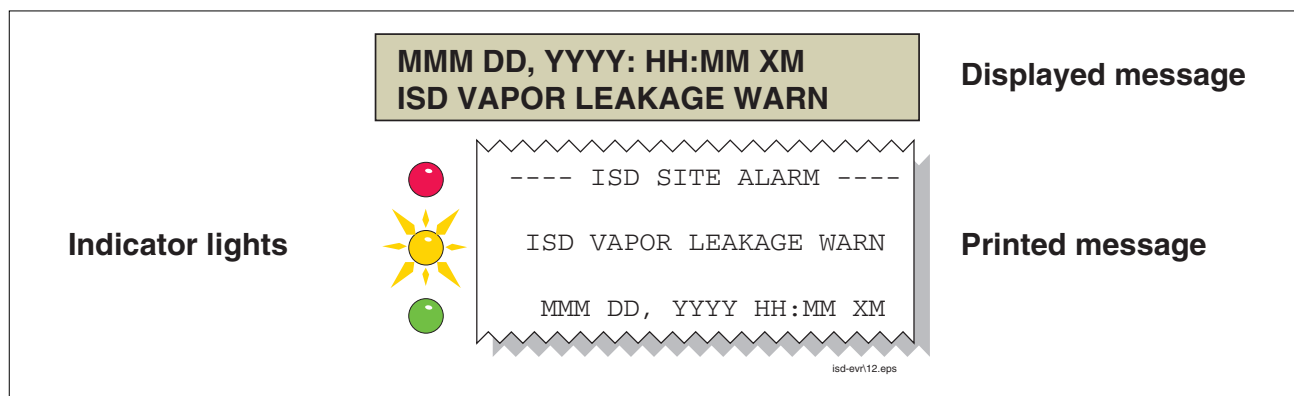 MMM DD, YYYY: HH:MM XM
ISD VAPOR LEAKAGE WARN
Displayed message
Indicator lights
---- ISD SITE ALARM ----
ISD VAPOR LEAKAGE WARN
MMM DD, YYYY HH:MM XM
Printed message
isd-evr\12.eps